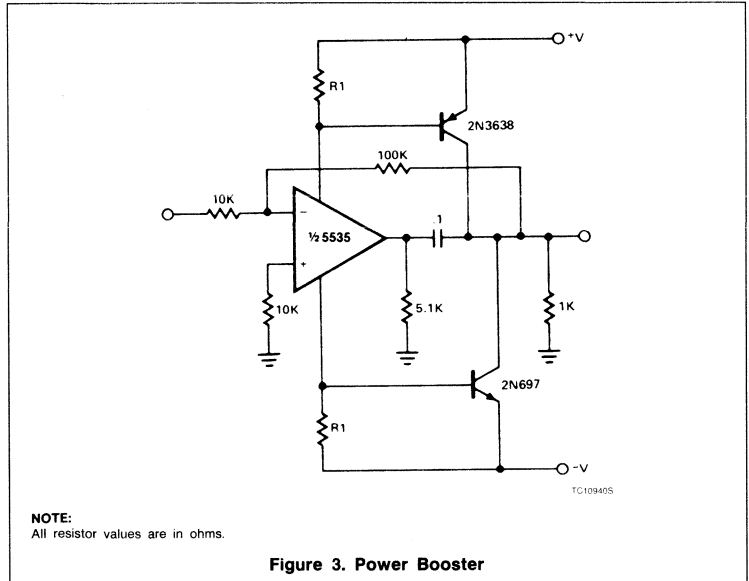 +V
R1
2N3638
100K
10K
−
½ 5535
.1
+
10K
5.1K
1K
2N697
R1
−V
TC10940S
NOTE:
All resistor values are in ohms.
Figure 3. Power Booster